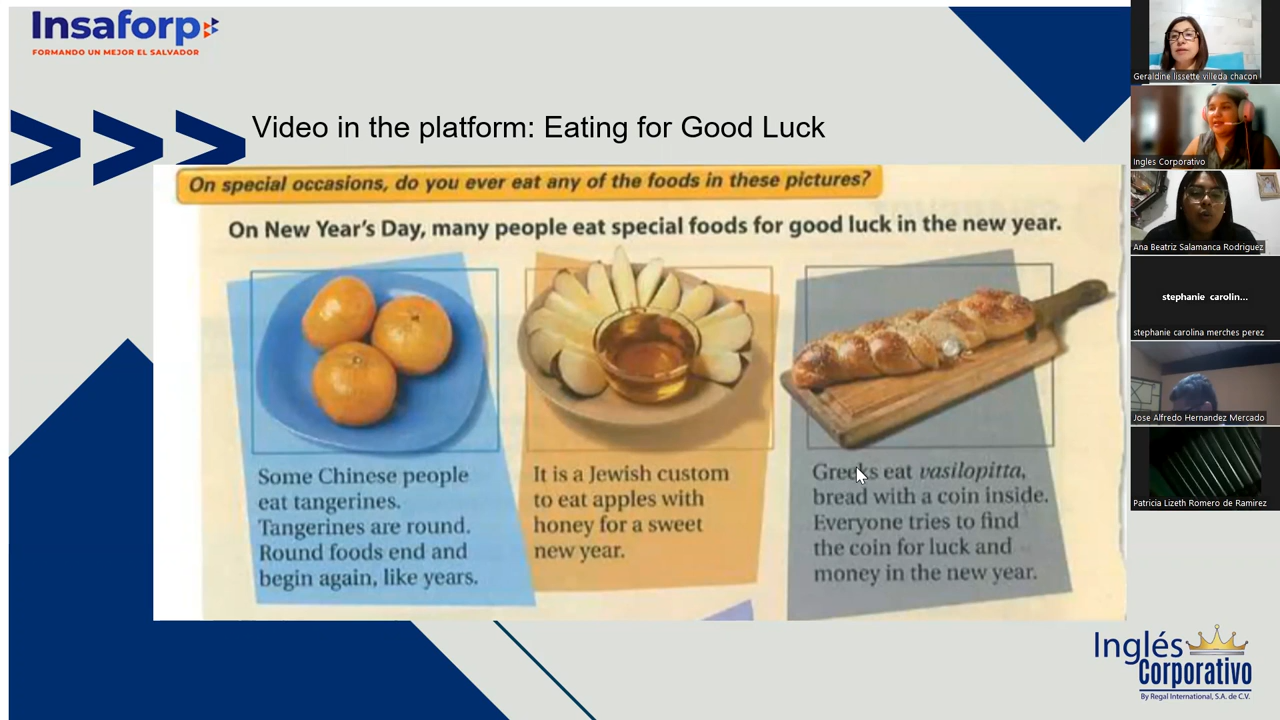 Insaforp
FORMANDO UN MEJOR EL SALVADOR
Video in the platform: Eating for Good Luck
On special occasions, do you ever eat any of the foods in these pictures?
On New Year's Day, many people eat special foods for good luck in the new year.
Some Chinese people
eat tangerines.
Tangerines are round.
Round foods end and
begin again, like years.
It is a Jewish custom
to eat apples with
honey for a sweet
new year.
Greeks eat vasilopitta,
bread with a coin inside.
Everyone tries to find
the coin for luck and
money in the new year.
Geraldine lissette villeda chacon
Ingles Corporativo
Ana Beatriz Salamanca Rodriguez
stephanie carolin...
stephanie carolina merches perez
Jose Alfredo Hernandez Mercado
Patricia Lizeth Romero de Ramirez
Inglés
Corporativo
By Regal International, S.A. de C.V.